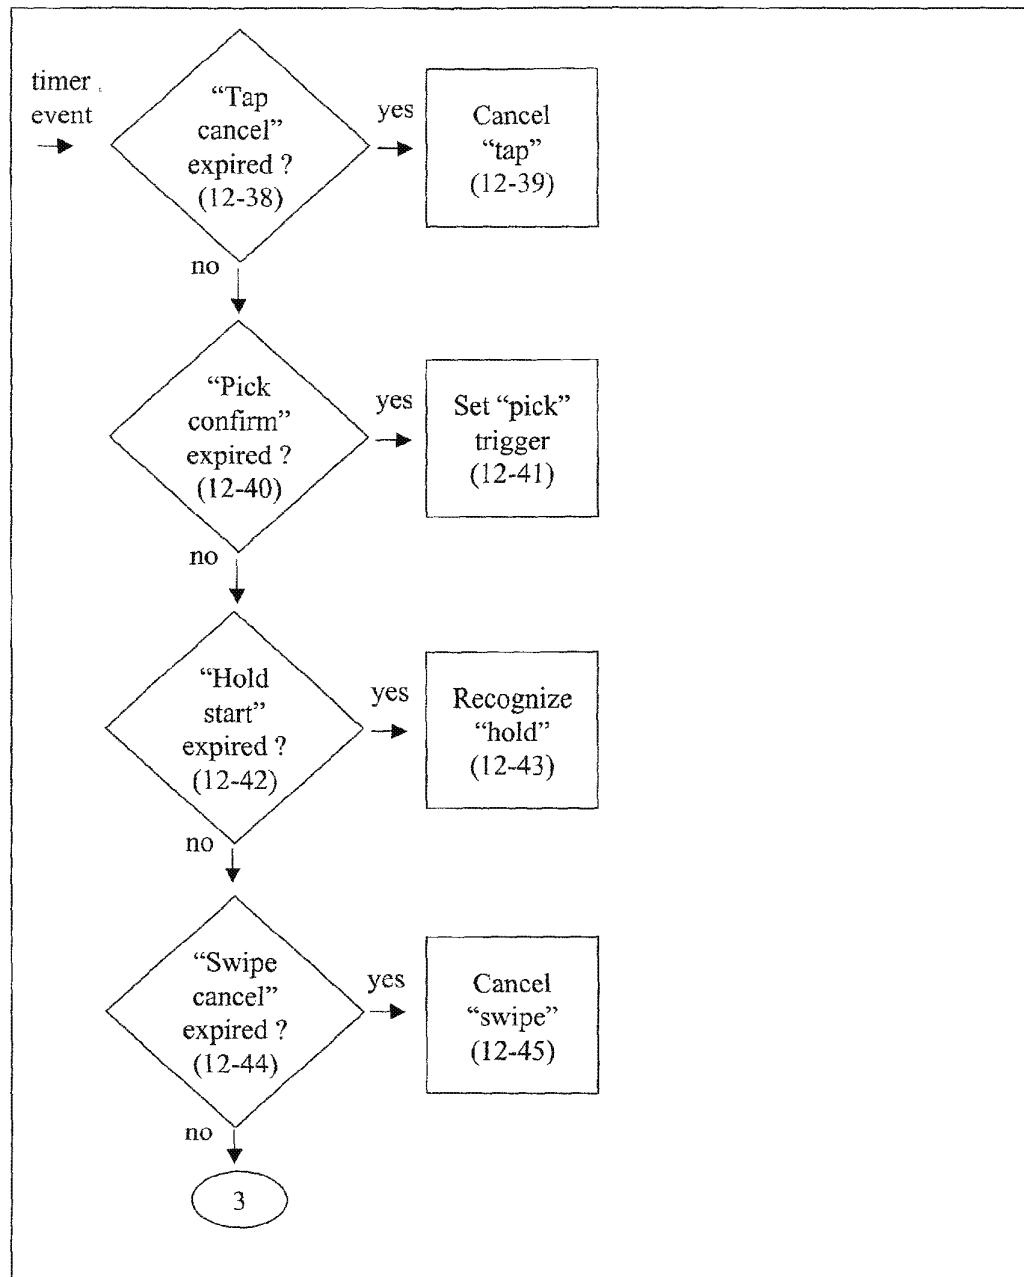 timer
event
“Tap
cancel”
expired ?
(12-38)
yes
Cancel
“tap”
(12-39)
no
“Pick
confirm”
expired ?
(12-40)
yes
Set “pick”
trigger
(12-41)
no
“Hold
start”
expired ?
(12-42)
yes
Recognize
“hold”
(12-43)
no
“Swipe
cancel”
expired ?
(12-44)
yes
Cancel
“swipe”
(12-45)
no
3